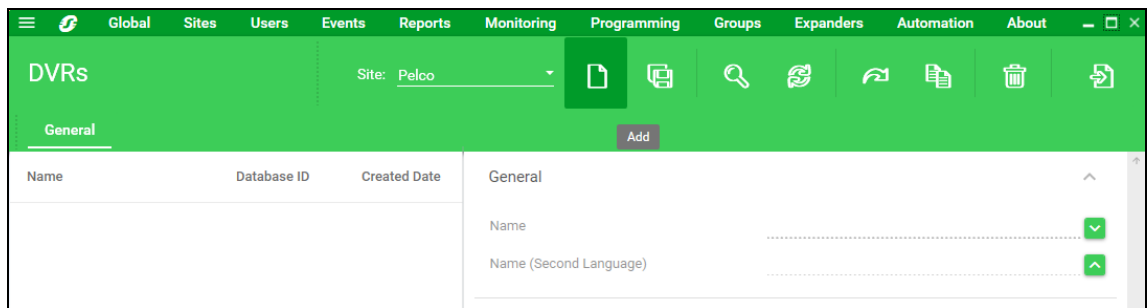 Global Sites Users Events Reports Monitoring Programming Groups Expanders Automation About
DVRs
Site: Pelco
General
Add
Name Database ID Created Date
General
Name
Name (Second Language)